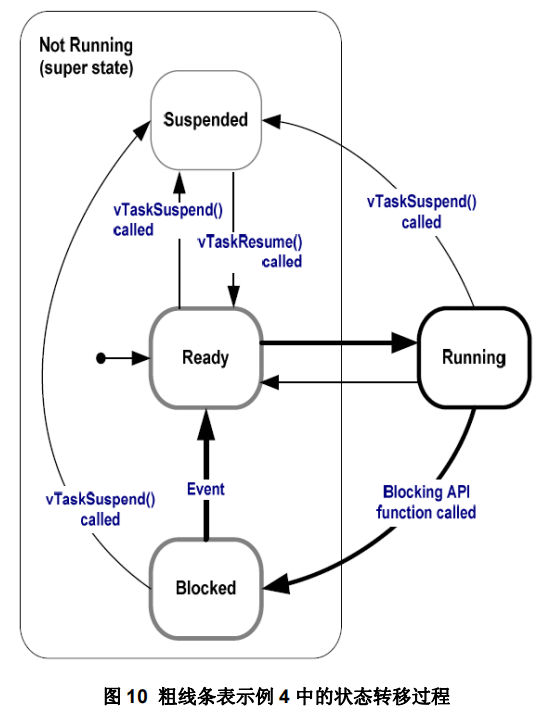 Not Running
(super state)
Suspended
vTaskSuspend()
called
vTaskResume()
called
vTaskSuspend()
called
Ready
Running
Event
vTaskSuspend()
called
Blocking API
function called
Blocked
图 10 粗线条表示例 4 中的状态转移过程